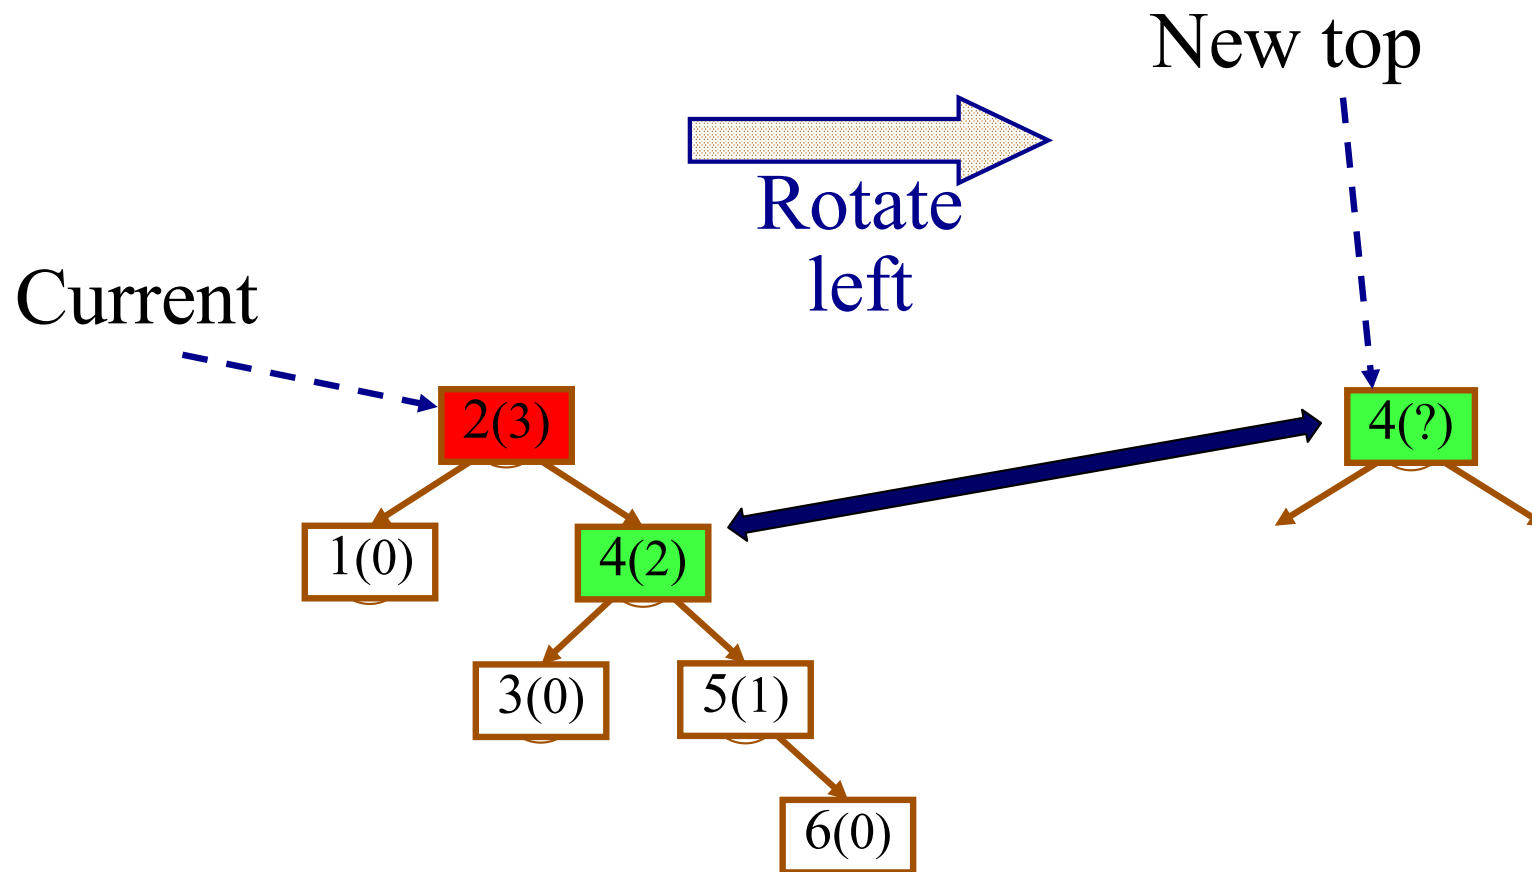 New top
Rotate
left
Current
2(3)
4(?)
1(0)
4(2)
3(0)
5(1)
6(0)